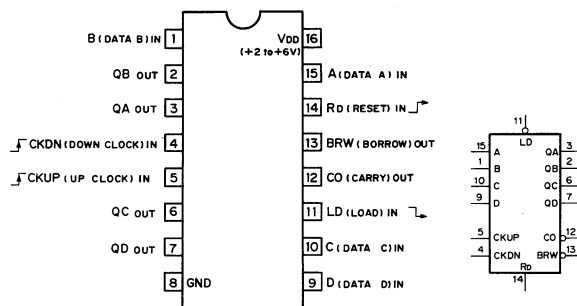 B (DATA B) IN 1
QB OUT 2
QA OUT 3
CKDN (DOWN CLOCK) IN 4
CKUP (UP CLOCK) IN 5
QC OUT 6
QD OUT 7
8 GND
VDD 16
(+2 to +6V)
15 A (DATA A) IN
14 RD (RESET) IN
13 BRW (BORROW) OUT
12 CO (CARRY) OUT
11 LD (LOAD) IN
10 C (DATA C) IN
9 D (DATA D) IN
11
LD
15 A QA 3
1 B QB 2
10 C QC 6
9 D QD 7
5 CKUP CO 12
4 CKDN BRW 13
RD
14